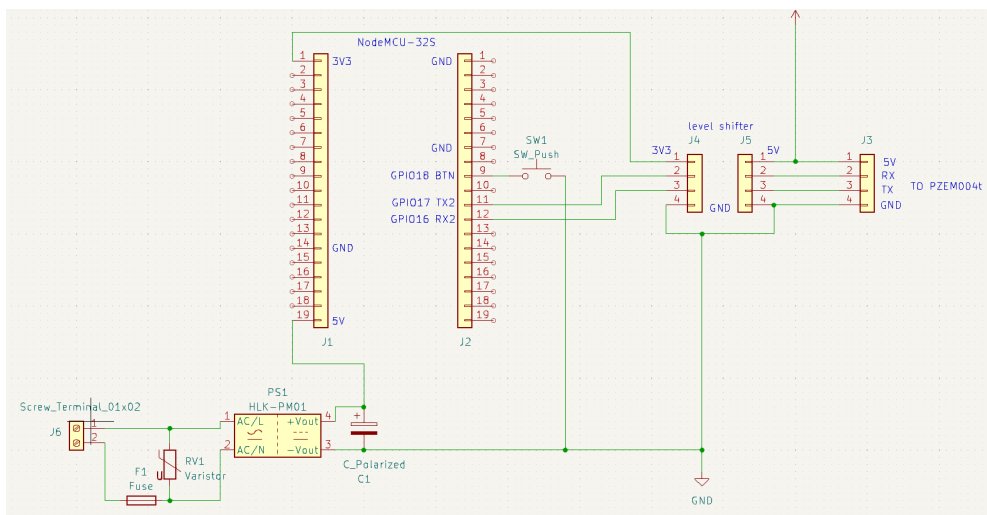 NodeMCU-32S
1
2
3
4
5
6
7
8
9
10
11
12
13
14
15
16
17
18
19
3V3
GND
5V
J1
GND
GND
GPIO18 BTN
GPIO17 TX2
GPIO16 RX2
1
2
3
4
5
6
7
8
9
10
11
12
13
14
15
16
17
18
19
J2
SW1
SW_Push
level shifter
J4
3V3
1
2
3
4
GND
J5
5V
1
2
3
4
J3
1
2
3
4
5V
RX
TX
GND
TO PZEM004t
Screw_Terminal_01x02
J6
1
2
F1
Fuse
RV1
U
Varistor
PS1
HLK-PM01
1
AC/L
+Vout
4
2
AC/N
-Vout
3
+
C_Polarized
C1
GND